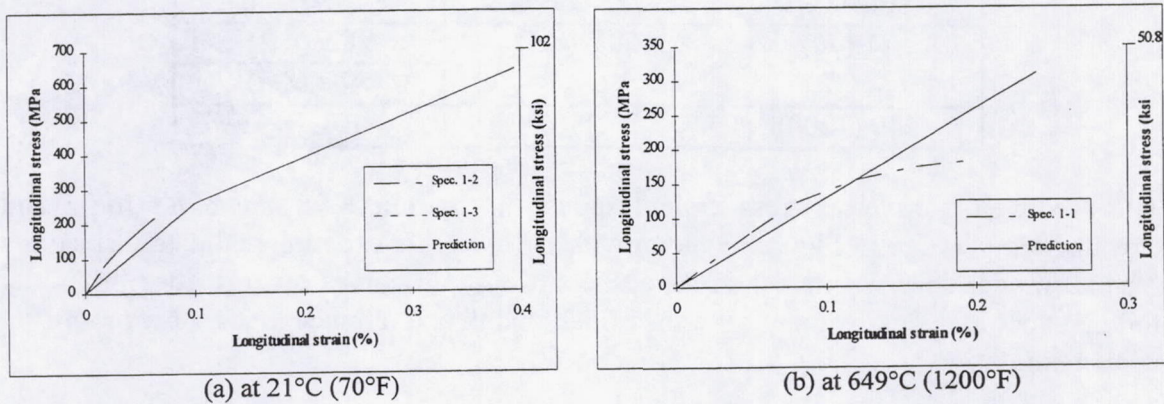 700
600
500
400
300
200
100
0
Longitudinal stress (MPa)
0
0.1
0.2
0.3
0.4
Longitudinal strain (%)
102
Longitudinal stress (ksi)
Spec. 1-2
Spec. 1-3
Prediction
(a) at 21°C (70°F)
350
300
250
200
150
100
50
0
Longitudinal stress (MPa)
0
0.1
0.2
0.3
Longitudinal strain (%)
50.8
Longitudinal stress (ksi)
Spec. 1-1
Prediction
(b) at 649°C (1200°F)